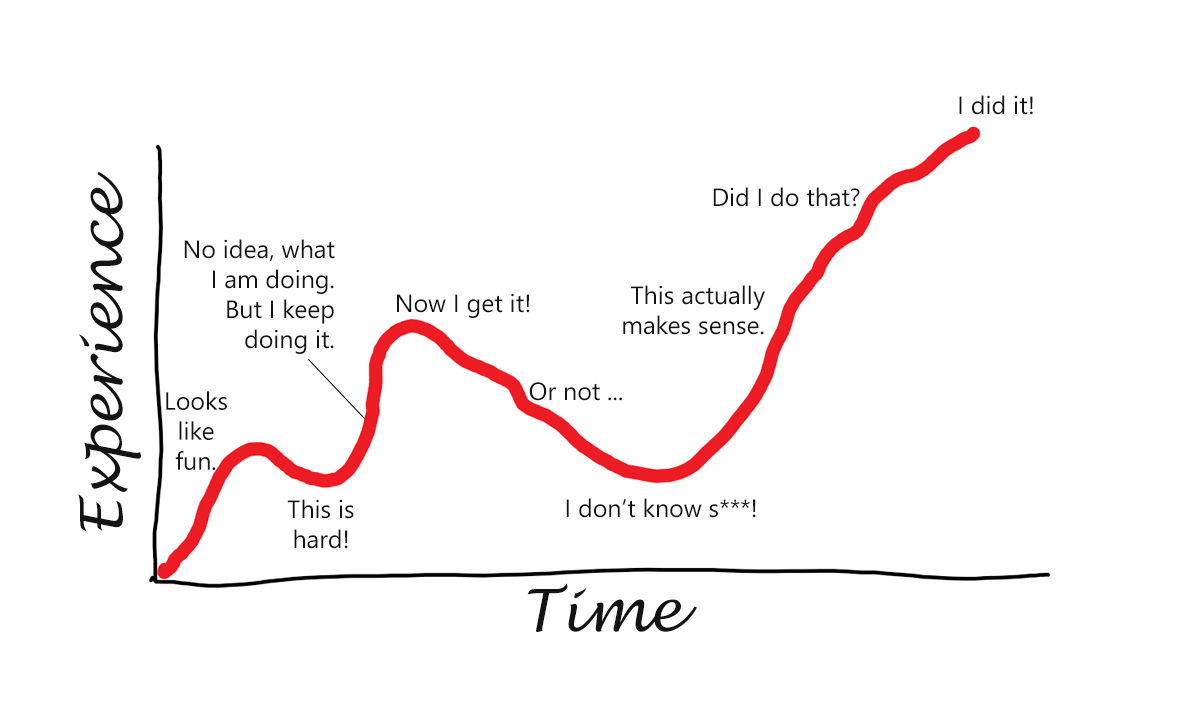 I did it!
Did I do that?
No idea, what
I am doing.
But I keep
doing it.
Now I get it!
This actually
makes sense.
Or not ...
Looks
like
fun.
This is
hard!
I don't know s***!
Experience
Time